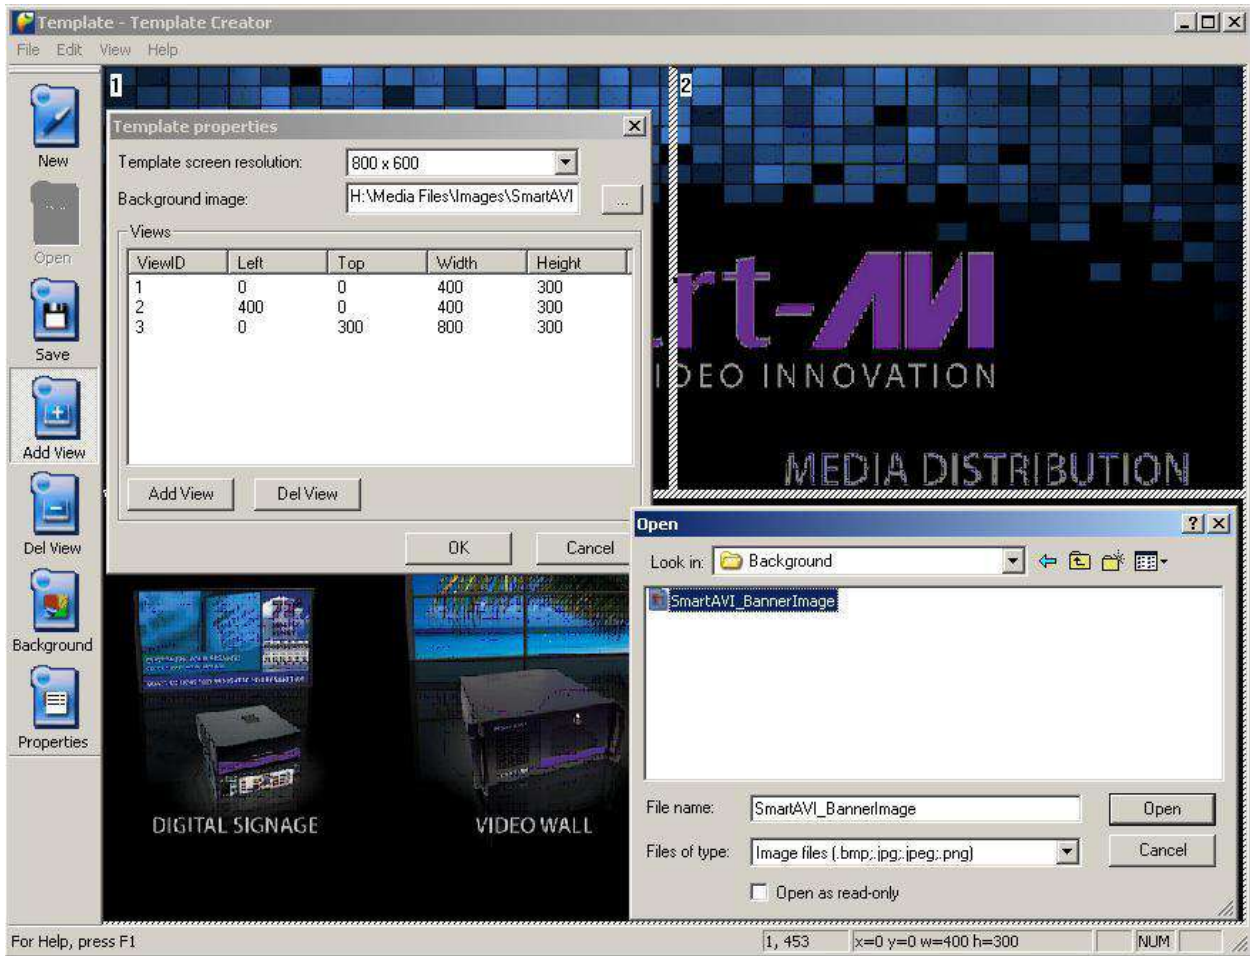 Template - Template Creator
File Edit View Help
New
Open
Save
Add View
Del View
Background
Properties
1
2
Template properties
Template screen resolution: 800 x 600
Background image: H:\Media Files\Images\SmartAVI ...
Views
ViewID Left Top Width Height
1 0 0 400 300
2 400 0 400 300
3 0 300 800 300
Add View Del View
OK Cancel
rt-AVI
IDEO INNOVATION
MEDIA DISTRIBUTION
DIGITAL SIGNAGE
VIDEO WALL
Open
Look in: Background
SmartAVI_BannerImage
File name: SmartAVI_BannerImage Open
Files of type: Image files (.bmp;.jpg;.jpeg;.png) Cancel
Open as read-only
For Help, press F1 1, 453 x=0 y=0 w=400 h=300 NUM